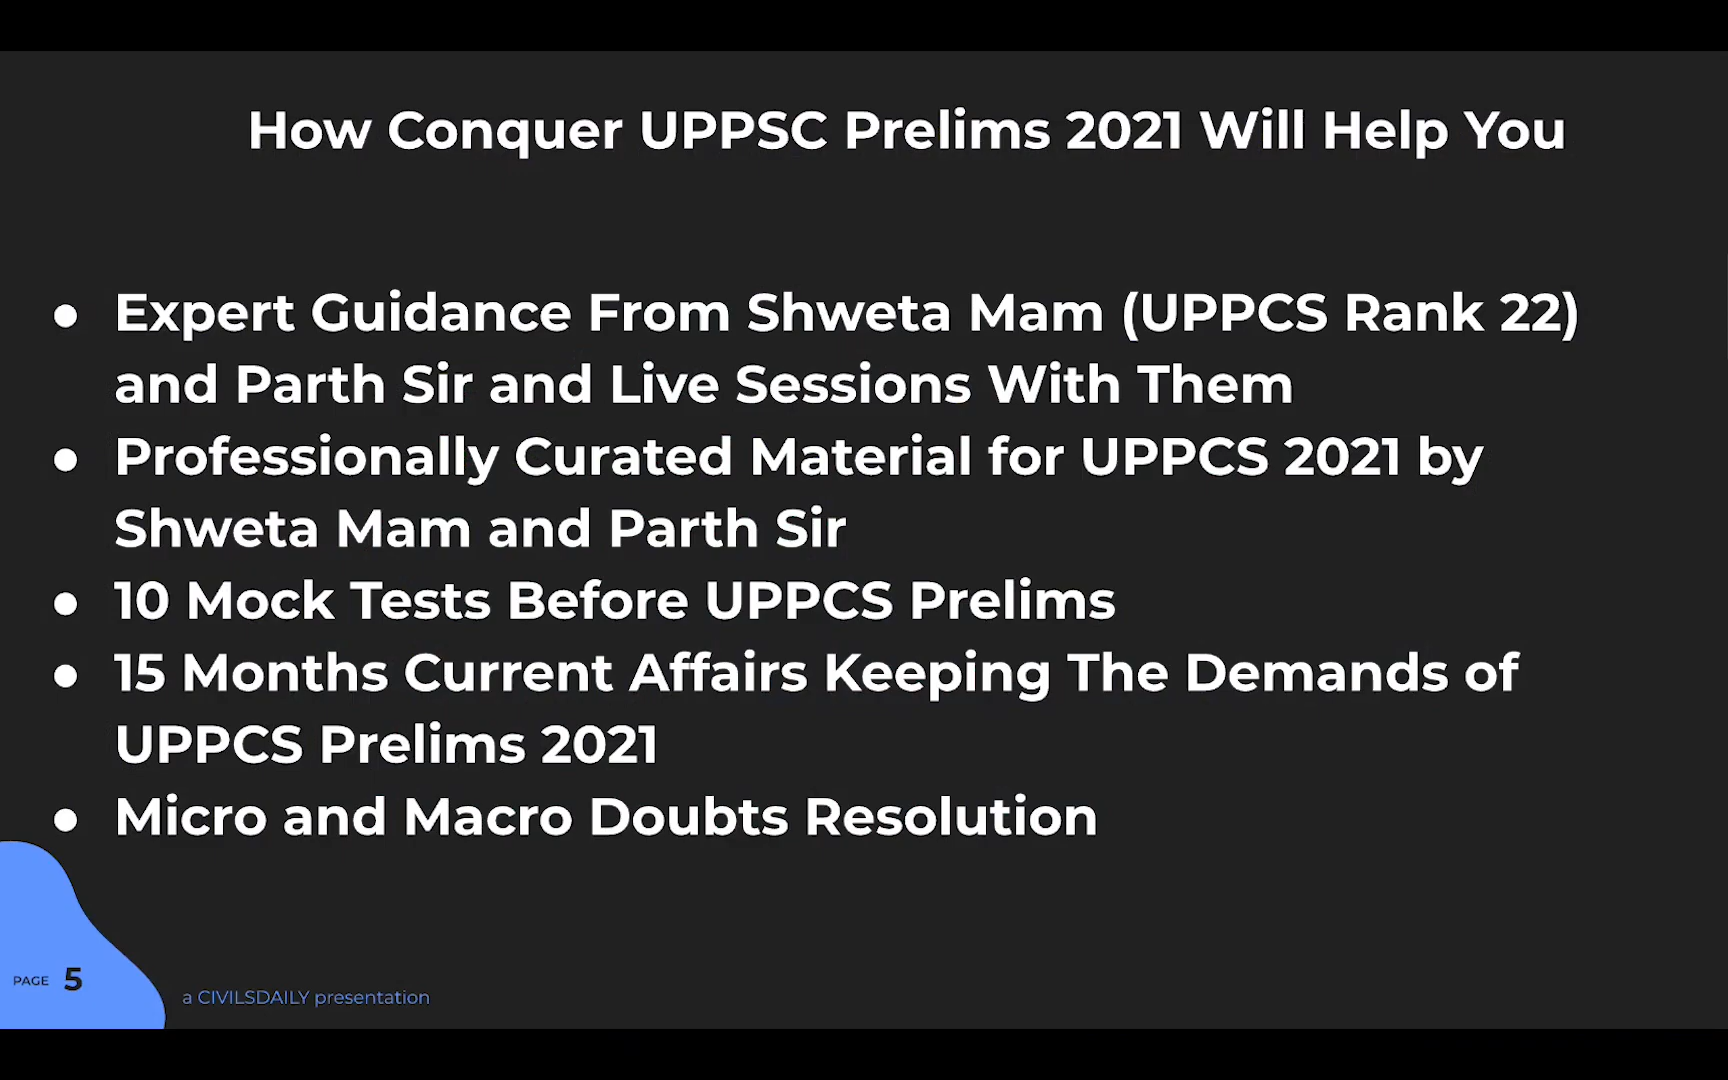 How Conquer UPPSC Prelims 2021 Will Help You
● Expert Guidance From Shweta Mam (UPPCS Rank 22)
and Parth Sir and Live Sessions With Them
● Professionally Curated Material for UPPCS 2021 by
Shweta Mam and Parth Sir
● 10 Mock Tests Before UPPCS Prelims
● 15 Months Current Affairs Keeping The Demands of
UPPCS Prelims 2021
● Micro and Macro Doubts Resolution
PAGE 5
a CIVILSDAILY presentation